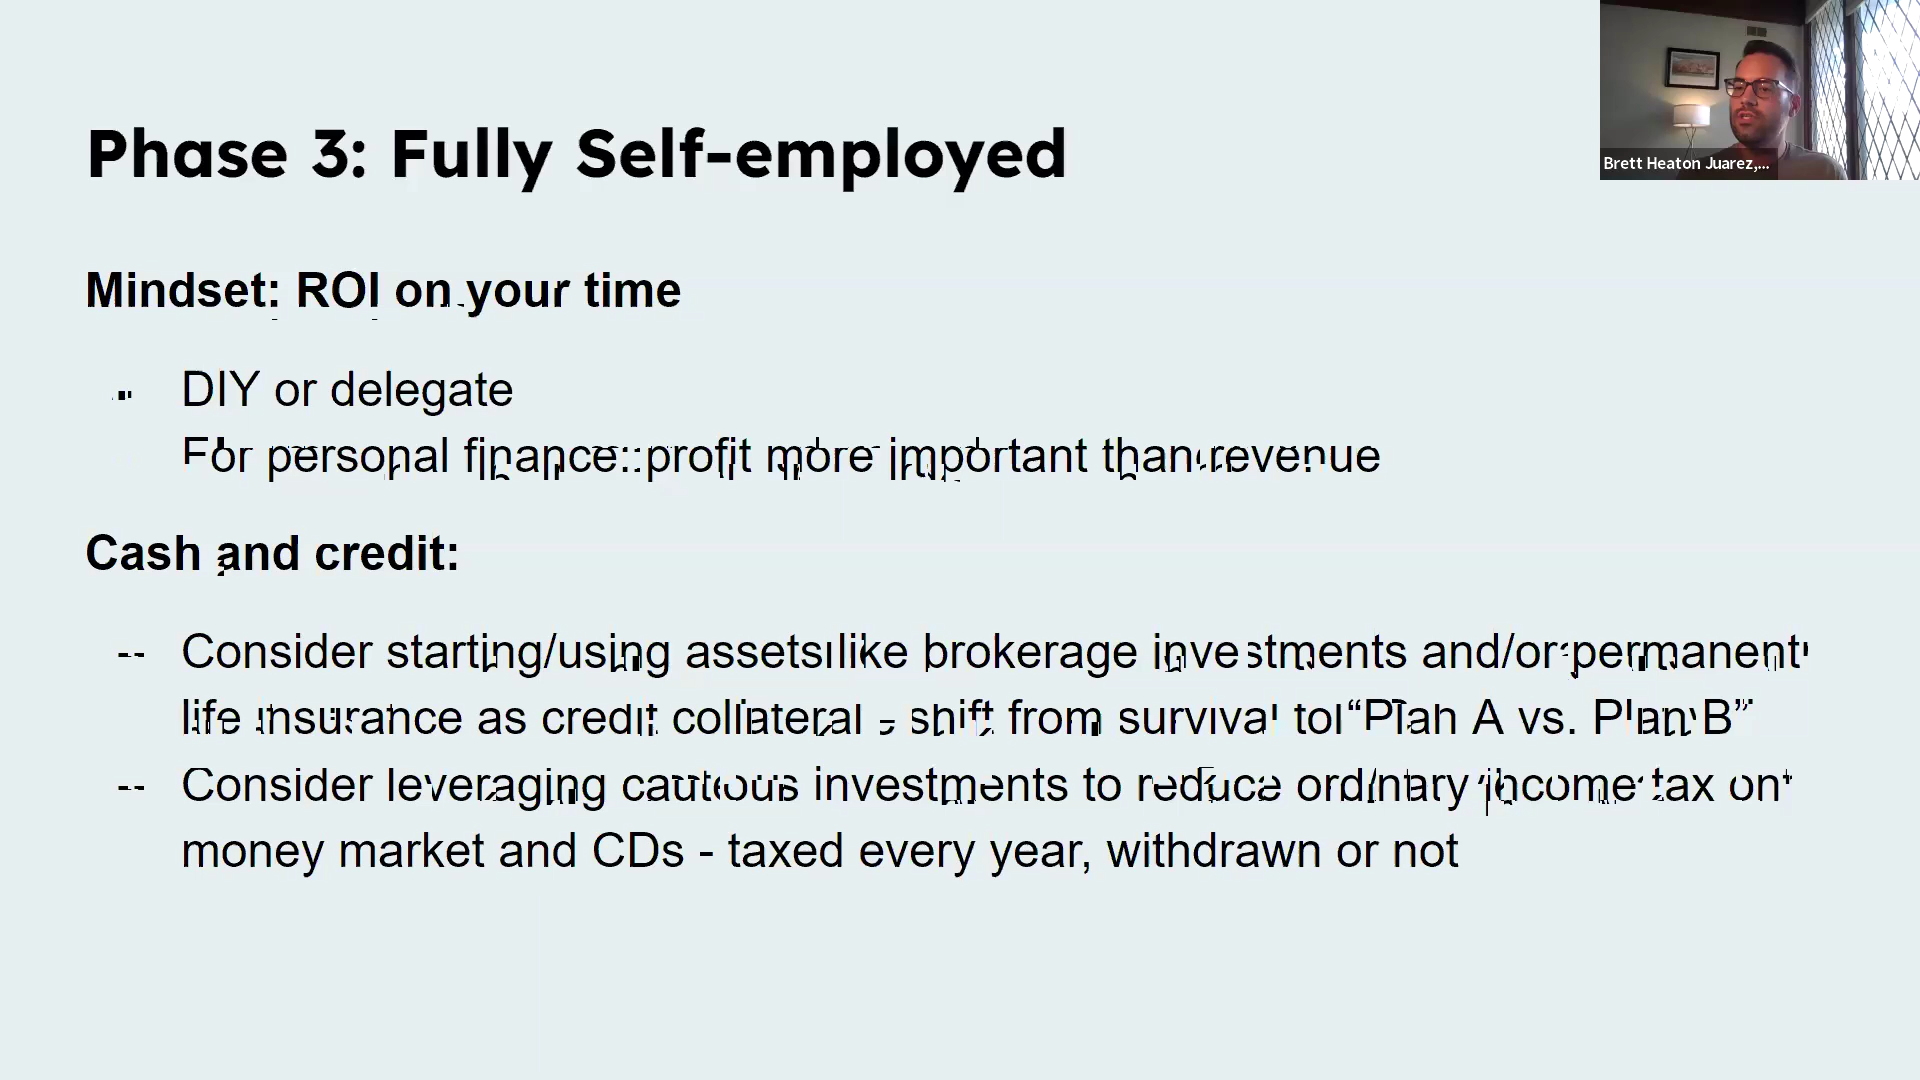 Phase 3: Fully Self-employed
Brett Heaton Juarez,...
Mindset: ROI on your time
- DIY or delegate
For personal finance: profit more important than revenue
Cash and credit:
- Consider starting/using assets like brokerage investments and/or permanent
life insurance as credit collateral - shift from survival to “Plan A vs. Plan B”
- Consider leveraging cautious investments to reduce ordinary income tax on
money market and CDs - taxed every year, withdrawn or not